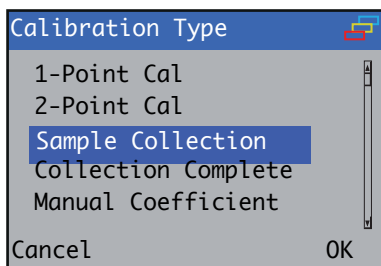 Calibration Type
1-Point Cal
2-Point Cal
Sample Collection
Collection Complete
Manual Coefficient
Cancel OK